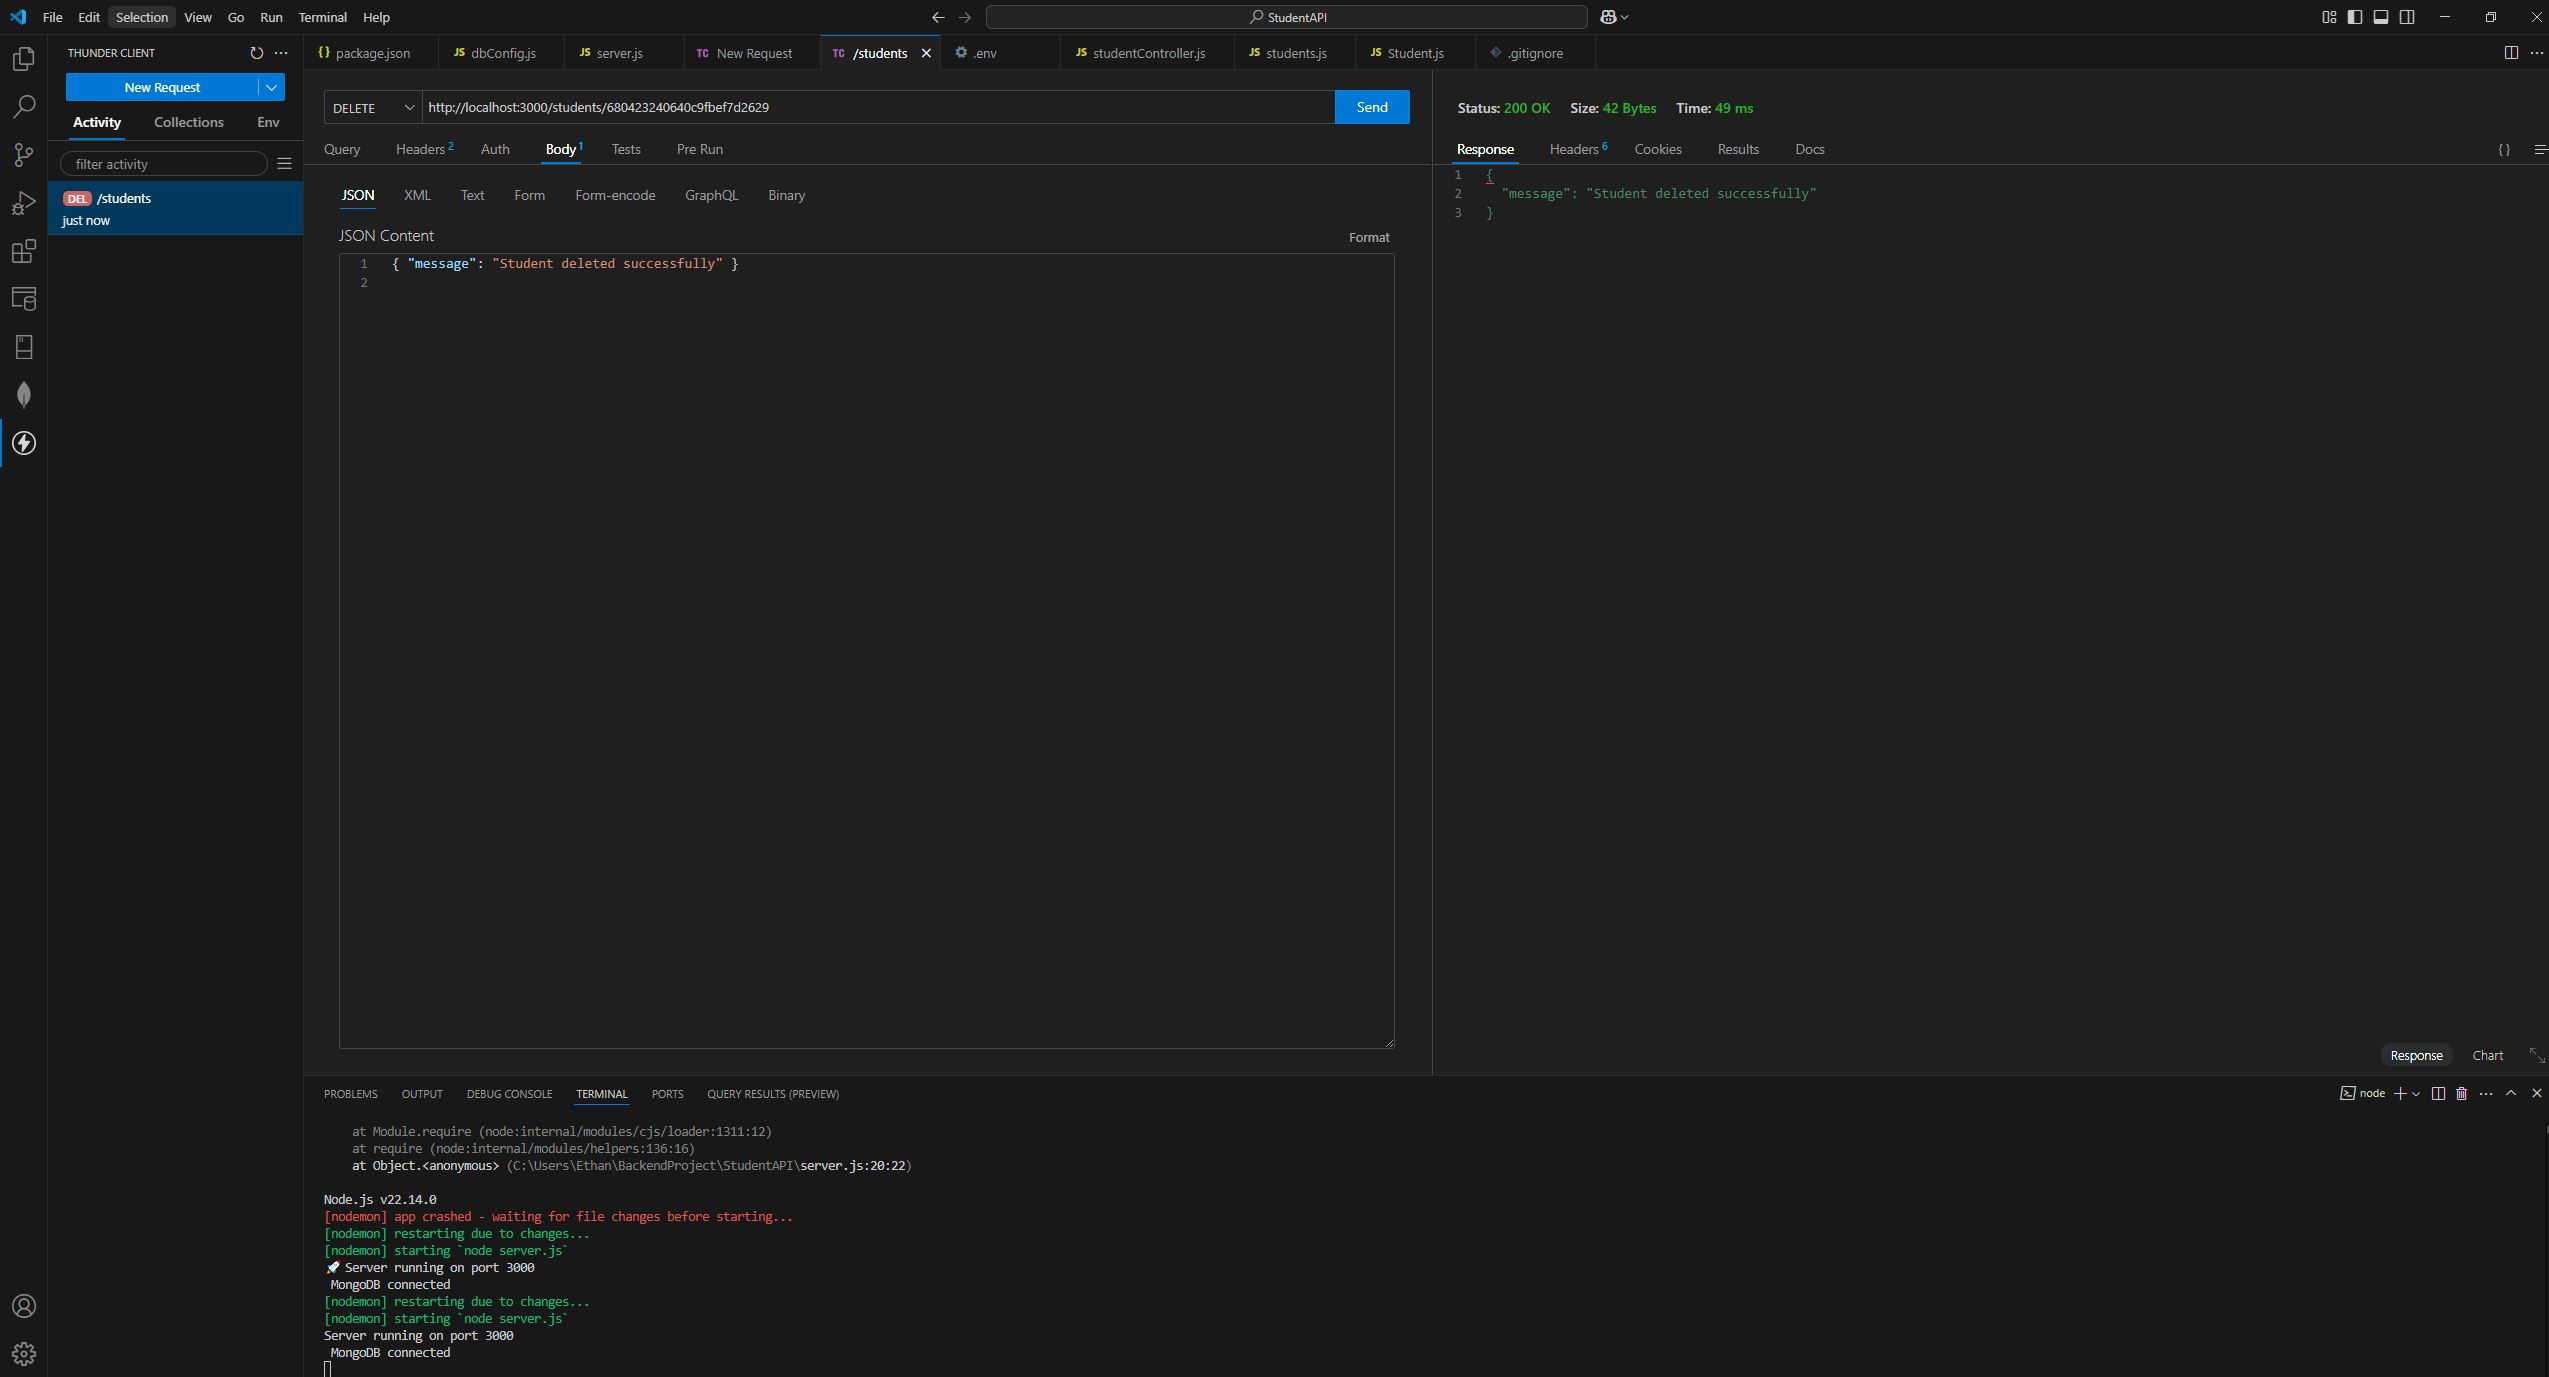 File Edit Selection View Go Run Terminal Help
StudentAPI
THUNDER CLIENT
New Request
Activity Collections Env
filter activity
DEL /students
just now
{} package.json
JS dbConfig.js
JS server.js
TC New Request
TC /students
.env
JS studentController.js
JS students.js
JS Student.js
.gitignore
DELETE http://localhost:3000/students/680423240640c9fbef7d2629 Send
Query Headers 2 Auth Body 1 Tests Pre Run
JSON XML Text Form Form-encode GraphQL Binary
JSON Content Format
1 { "message": "Student deleted successfully" }
2
Status: 200 OK Size: 42 Bytes Time: 49 ms
Response Headers 6 Cookies Results Docs {}
1 {
2 "message": "Student deleted successfully"
3 }
Response Chart
PROBLEMS OUTPUT DEBUG CONSOLE TERMINAL PORTS QUERY RESULTS (PREVIEW)
node
at Module.require (node:internal/modules/cjs/loader:1311:12)
at require (node:internal/modules/helpers:136:16)
at Object.<anonymous> (C:\Users\Ethan\BackendProject\StudentAPI\server.js:20:22)
Node.js v22.14.0
[nodemon] app crashed - waiting for file changes before starting...
[nodemon] restarting due to changes...
[nodemon] starting `node server.js`
🚀 Server running on port 3000
MongoDB connected
[nodemon] restarting due to changes...
[nodemon] starting `node server.js`
Server running on port 3000
MongoDB connected